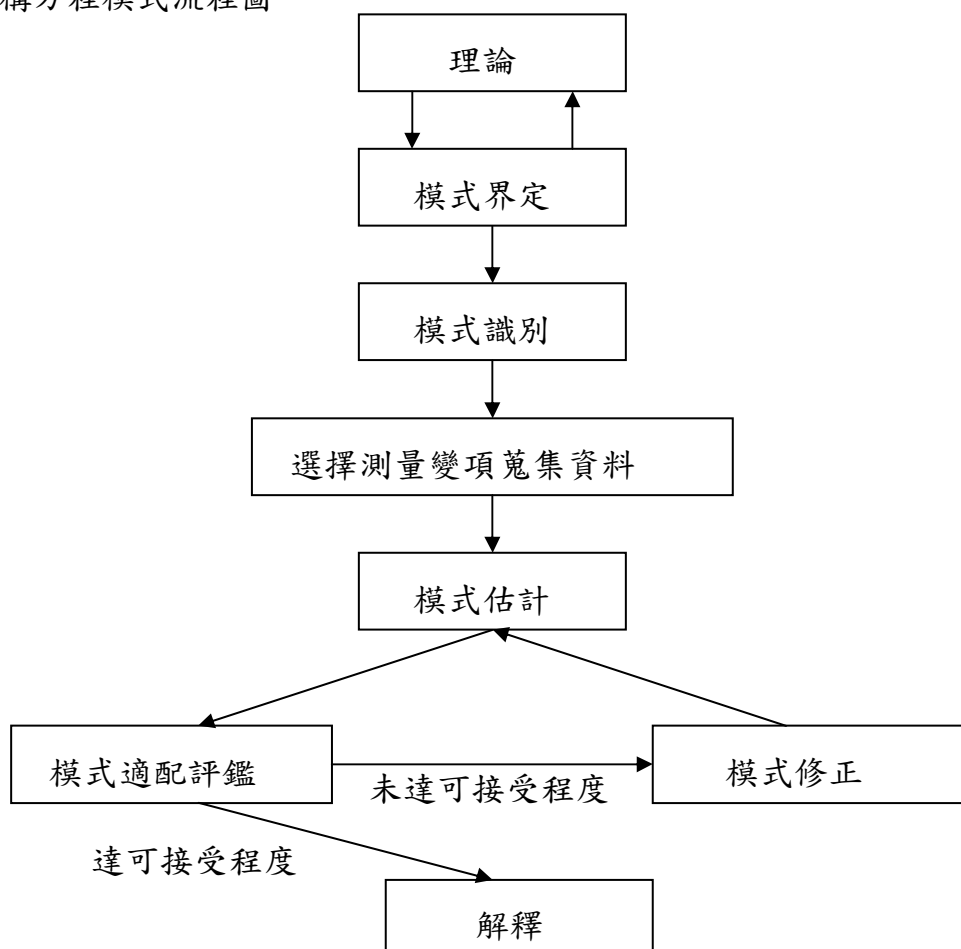 構方程模式流程圖
理論
模式界定
模式識別
選擇測量變項蒐集資料
模式估計
模式適配評鑑
未達可接受程度
模式修正
達可接受程度
解釋